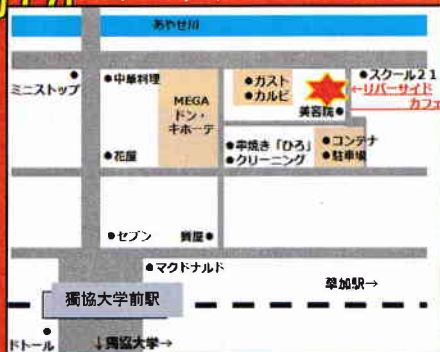 あやせ川
ミニストップ
中華料理
MEGA
ドン・
キホーテ
ガスト
カルビ
美容院
スクール21
←リバーサイド
カフェ
花屋
串焼き「ひろ」
クリーニング
コンテナ
駐車場
セブン
質屋
マクドナルド
草加駅→
獨協大学前駅
ドトール
↓獨協大学→